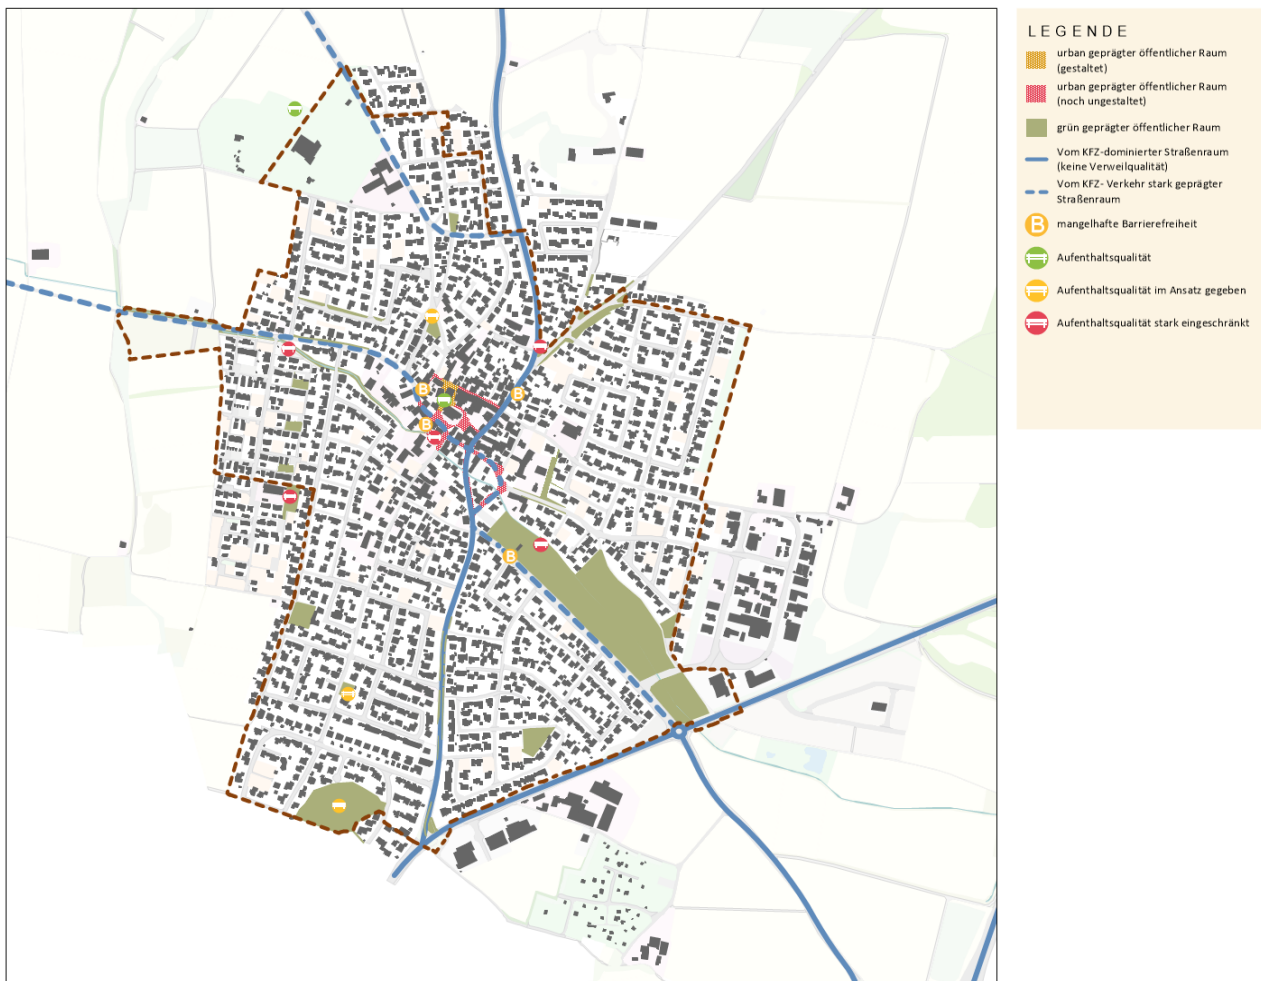 LEGENDE
urban geprägter öffentlicher Raum
(gestaltet)
urban geprägter öffentlicher Raum
(noch ungestaltet)
grün geprägter öffentlicher Raum
Vom KFZ-dominierter Straßenraum
(keine Verweilqualität)
Vom KFZ- Verkehr stark geprägter
Straßenraum
B mangelhafte Barrierefreiheit
Aufenthaltsqualität
Aufenthaltsqualität im Ansatz gegeben
Aufenthaltsqualität stark eingeschränkt
B
B
B
B